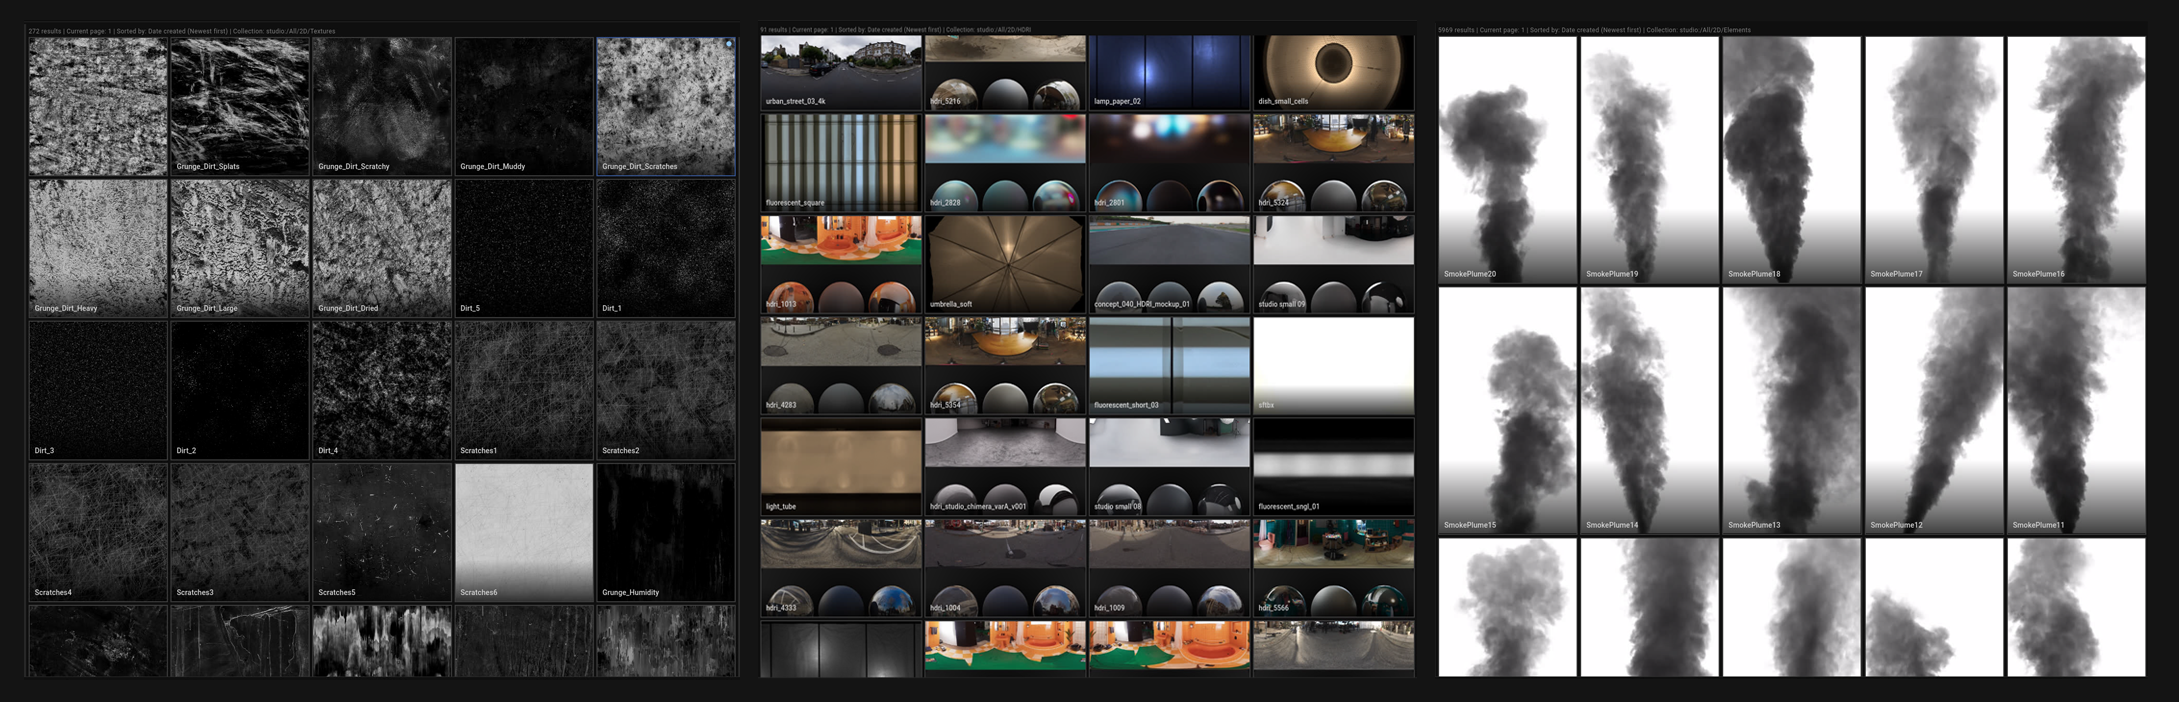 272 results | Current page: 1 | Sorted by: Date created (Newest first) | Collection: studio:/All/2D/Textures
Grunge_Dirt_Splats
Grunge_Dirt_Scratchy
Grunge_Dirt_Muddy
Grunge_Dirt_Scratches
Grunge_Dirt_Heavy
Grunge_Dirt_Large
Grunge_Dirt_Dried
Dirt_5
Dirt_1
Dirt_3
Dirt_2
Dirt_4
Scratches1
Scratches2
Scratches4
Scratches3
Scratches5
Scratches6
Grunge_Humidity
91 results | Current page: 1 | Sorted by: Date created (Newest first) | Collection: studio:/All/2D/HDRI
urban_street_03_4k
hdri_5216
lamp_paper_02
dish_small_cells
fluorescent_square
hdri_2828
hdri_2801
hdri_5324
hdri_1013
umbrella_soft
concept_040_HDRI_mockup_01
studio small 09
hdri_4283
hdri_5354
fluorescent_short_03
sftbx
light_tube
hdri_studio_chimera_varA_v001
studio small 08
fluorescent_sngl_01
hdri_4333
hdri_1004
hdri_1009
hdri_5566
5969 results | Current page: 1 | Sorted by: Date created (Newest first) | Collection: studio:/All/2D/Elements
SmokePlume20
SmokePlume19
SmokePlume18
SmokePlume17
SmokePlume16
SmokePlume15
SmokePlume14
SmokePlume13
SmokePlume12
SmokePlume11